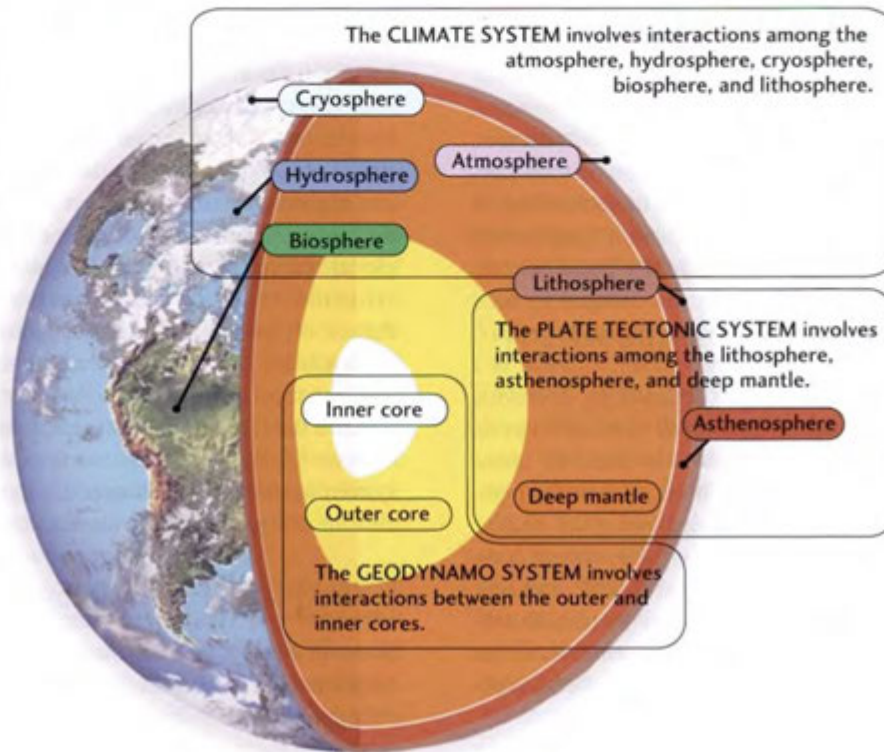 The CLIMATE SYSTEM involves interactions among the
atmosphere, hydrosphere, cryosphere,
biosphere, and lithosphere.
Cryosphere
Atmosphere
Hydrosphere
Biosphere
Lithosphere
The PLATE TECTONIC SYSTEM involves
interactions among the lithosphere,
asthenosphere, and deep mantle.
Inner core
Asthenosphere
Deep mantle
Outer core
The GEODYNAMO SYSTEM involves
interactions between the outer and
inner cores.